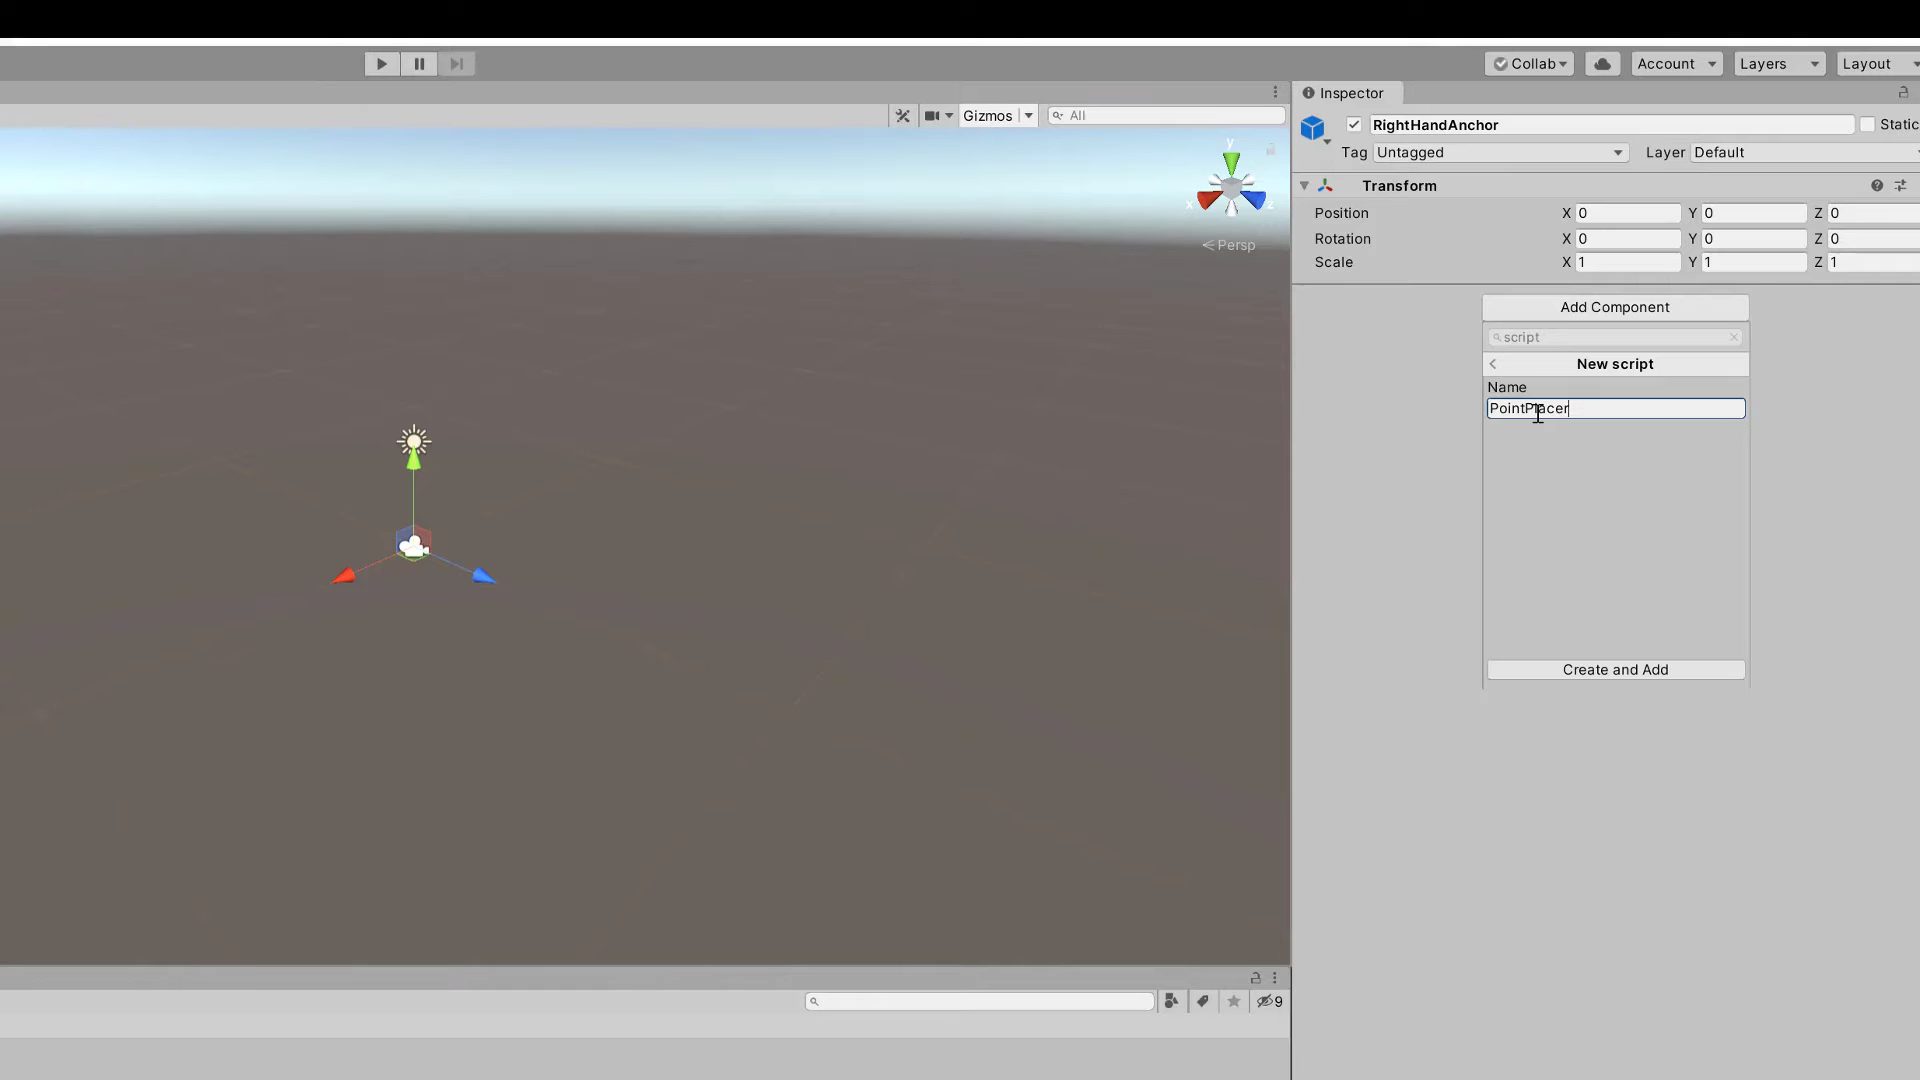 Collab
Account
Layers
Layout
Inspector
Gizmos
All
RightHandAnchor
Static
Tag Untagged
Layer Default
y
x
z
Persp
Transform
Position X 0 Y 0 Z 0
Rotation X 0 Y 0 Z 0
Scale X 1 Y 1 Z 1
Add Component
script
New script
Name
PointPlacer
Create and Add
9